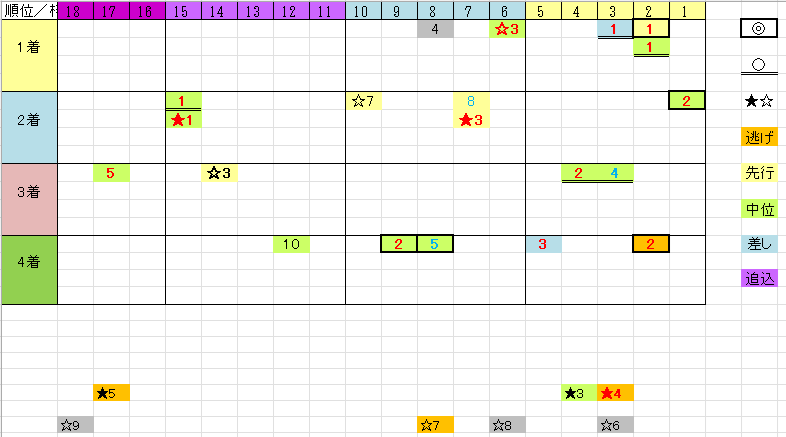 順位／枠 18 17 16 15 14 13 12 11 10 9 8 7 6 5 4 3 2 1
1着 4 ☆3 1 1 ◎
1
○
2着 1 ☆7 8 2 ★☆
★1 ★3
逃げ
3着 5 ☆3 2 4 先行
中位
4着 10 2 5 3 2 差し
追込
★5 ★3 ★4
☆9 ☆7 ☆8 ☆6